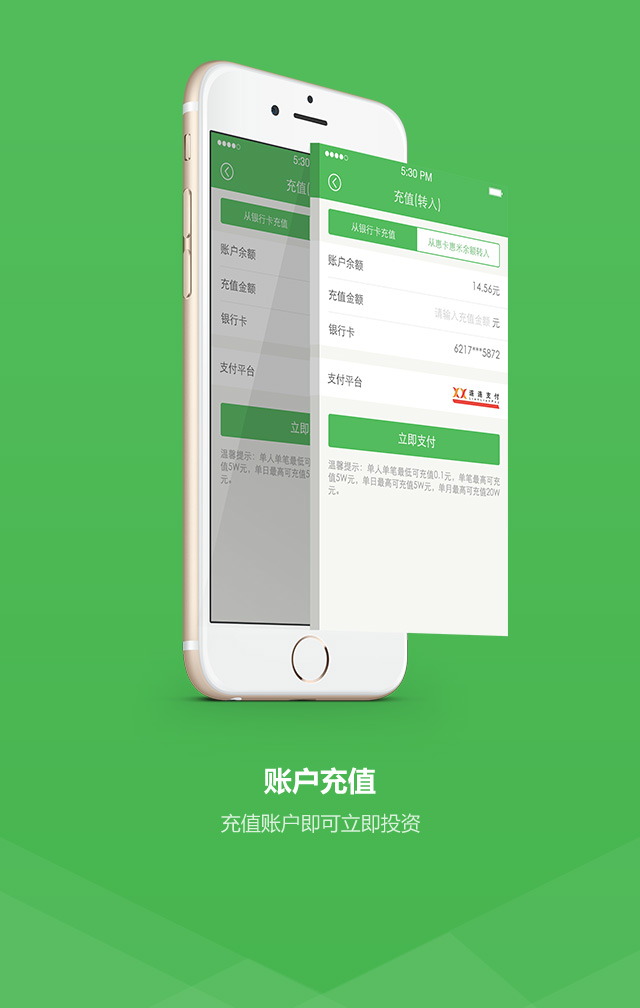 5:30
充值(
从银行卡充值
账户余额
充值金额
银行卡
支付平台
立即
温馨提示：单人单笔最低可
值5W元，单日最高可充值5
元。
5:30 PM
充值(转入)
从银行卡充值
从惠卡惠米余额转入
账户余额
14.56元
充值金额
请输入充值金额 元
银行卡
6217***5872
支付平台
连连支付
立即支付
温馨提示：单人单笔最低可充值0.1元，单笔最高可充
值5W元，单日最高可充值5W元，单月最高可充值20W
元。
账户充值
充值账户即可立即投资